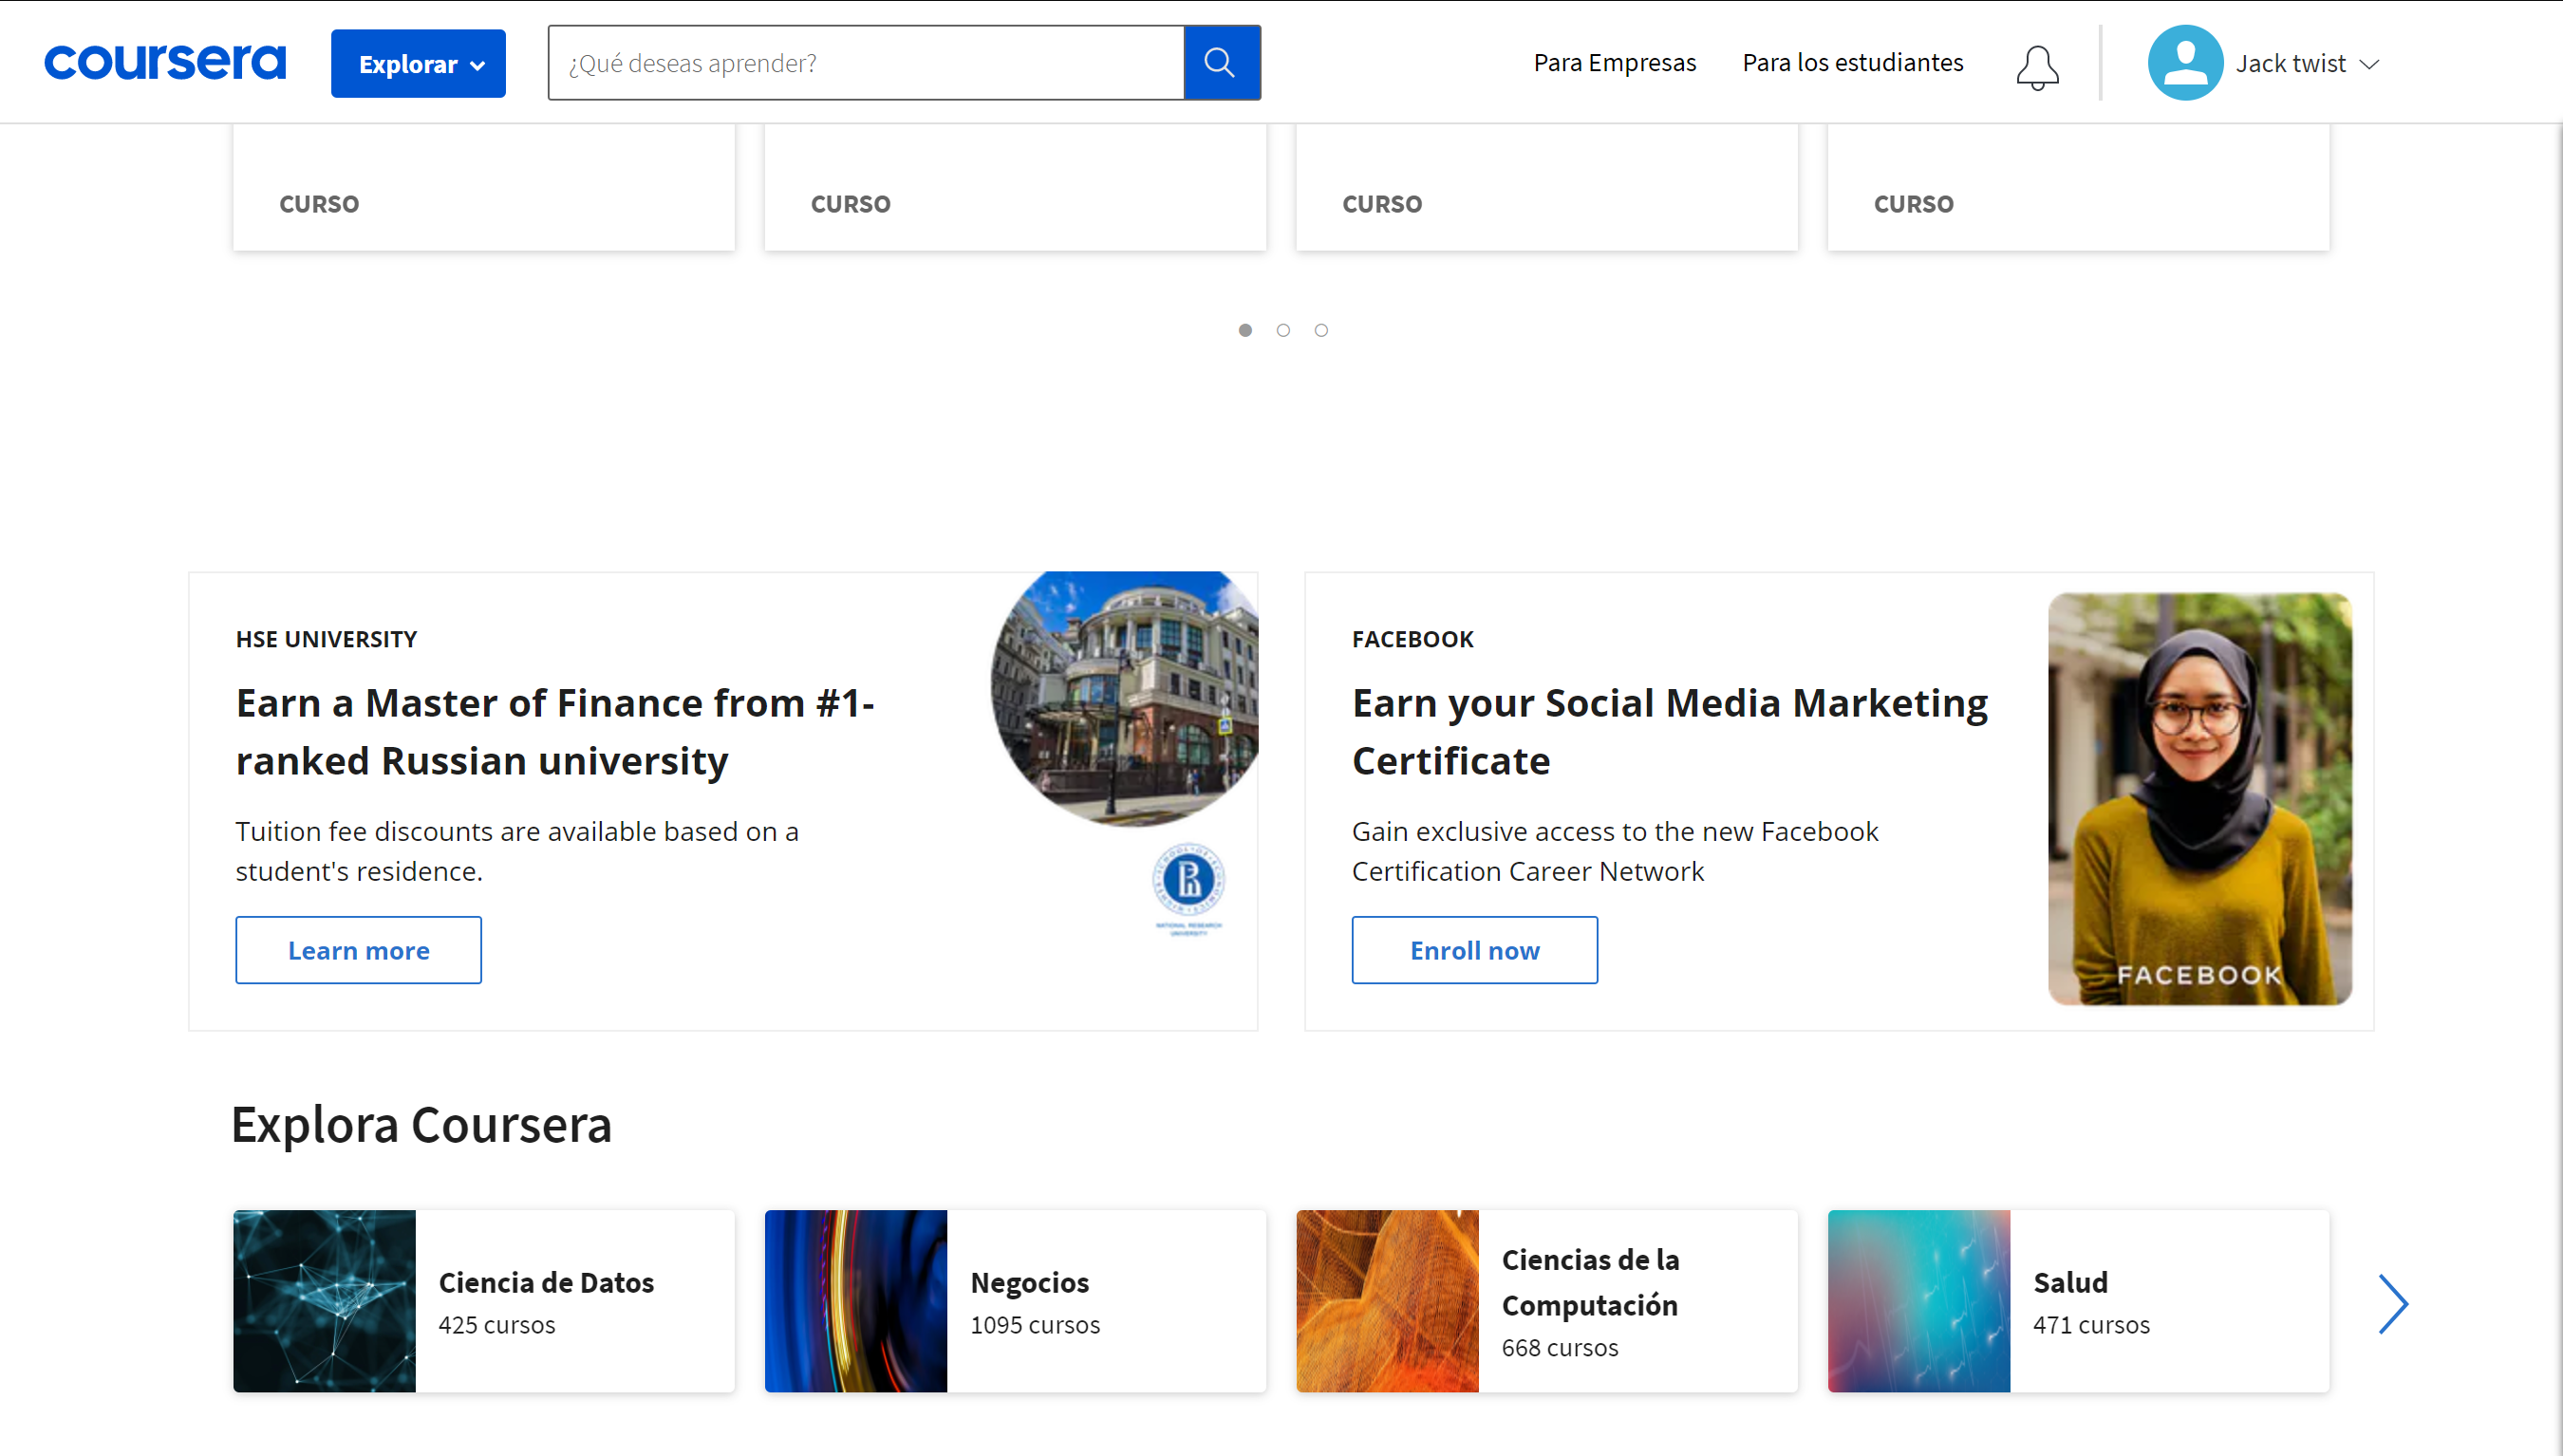 coursera
Explorar
¿Qué deseas aprender?
Para Empresas
Para los estudiantes
Jack twist
CURSO
CURSO
CURSO
CURSO
HSE UNIVERSITY
Earn a Master of Finance from #1-
ranked Russian university
Tuition fee discounts are available based on a
student's residence.
Learn more
NATIONAL RESEARCH
UNIVERSITY
FACEBOOK
Earn your Social Media Marketing
Certificate
Gain exclusive access to the new Facebook
Certification Career Network
Enroll now
FACEBOOK
Explora Coursera
Ciencia de Datos
425 cursos
Negocios
1095 cursos
Ciencias de la
Computación
668 cursos
Salud
471 cursos